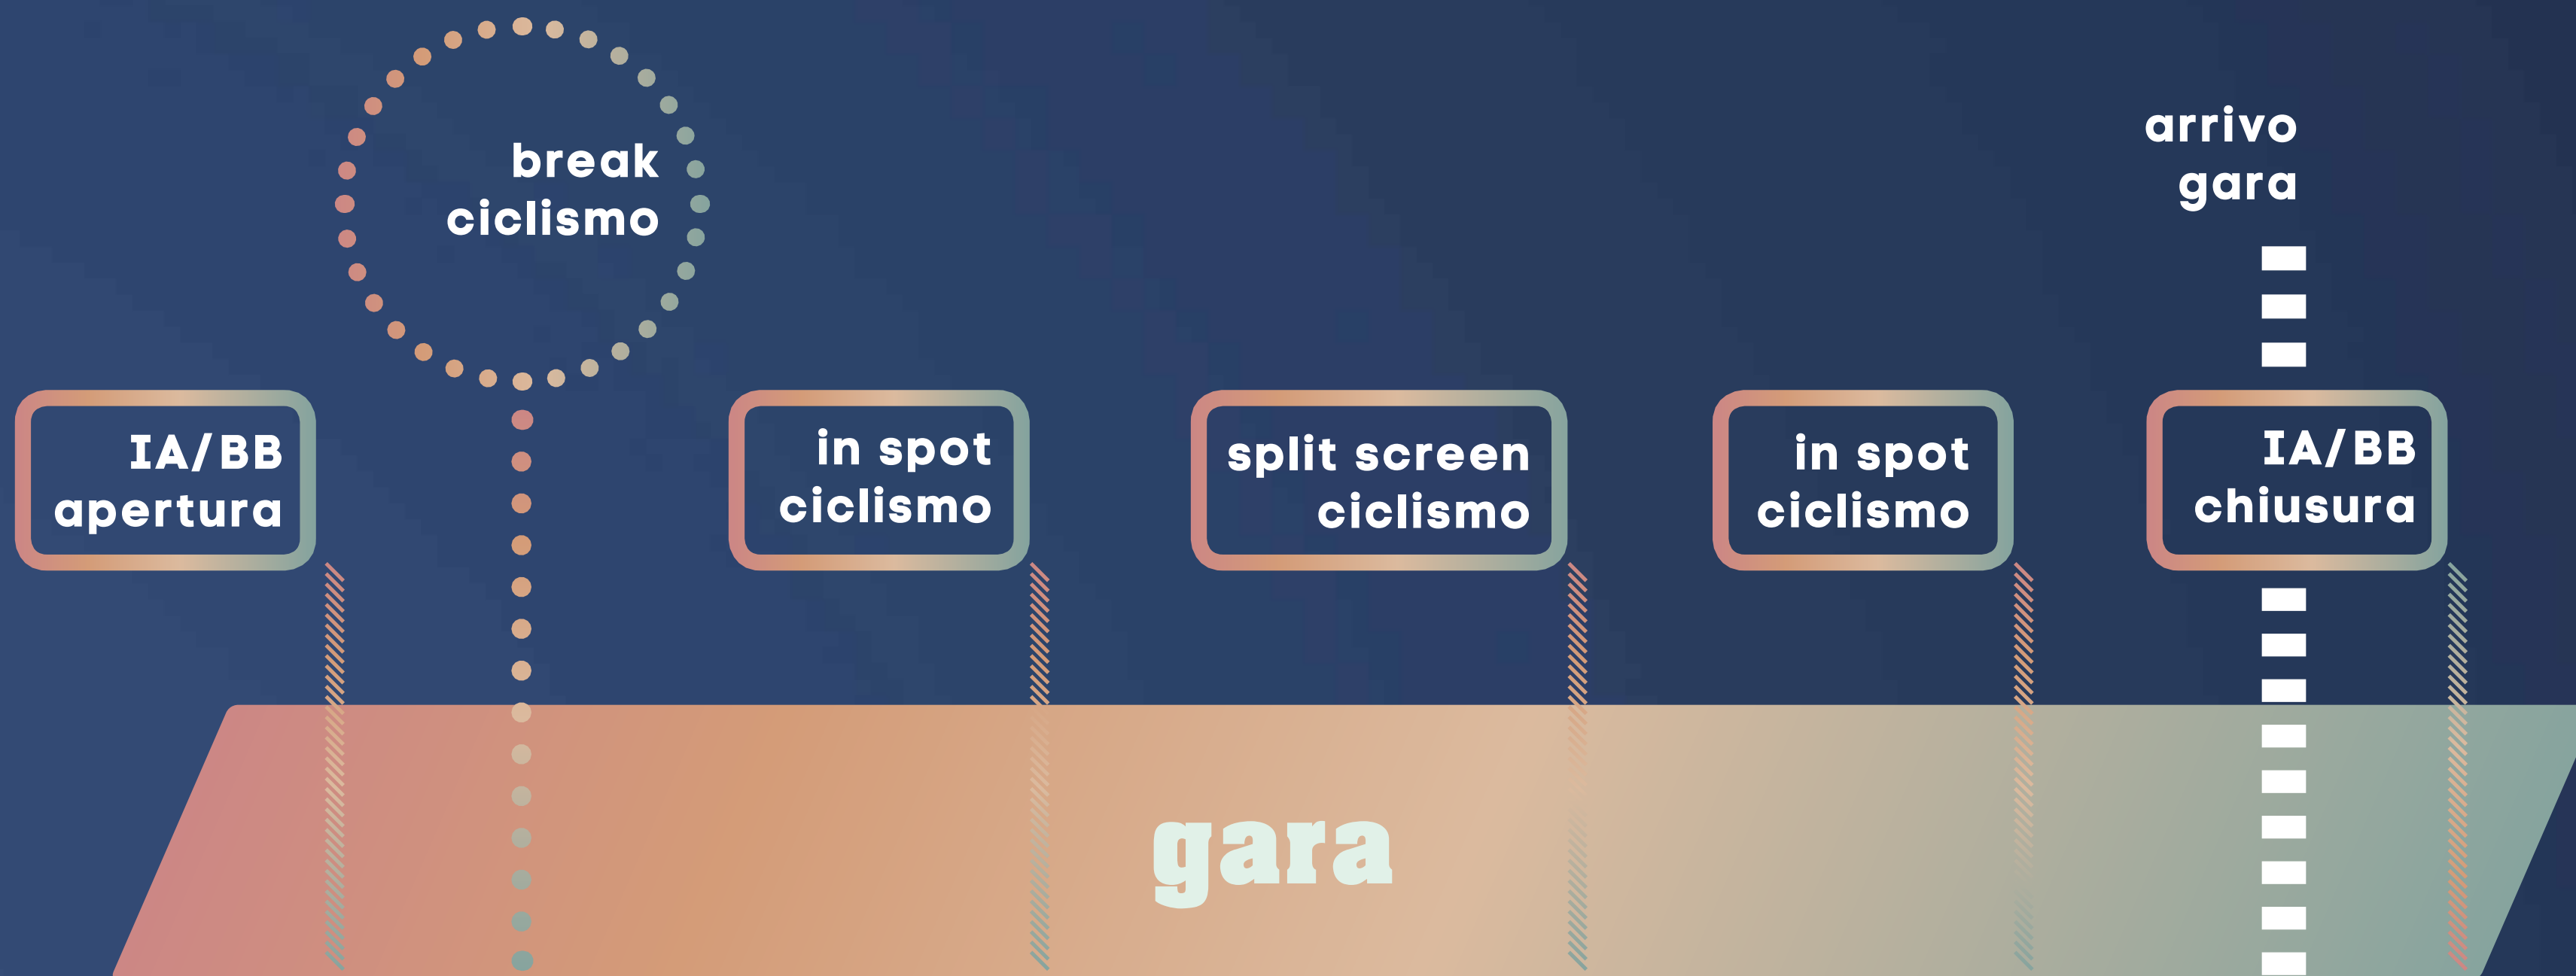 break
ciclismo
arrivo
gara
IA/BB
apertura
in spot
ciclismo
split screen
ciclismo
in spot
ciclismo
IA/BB
chiusura
gara